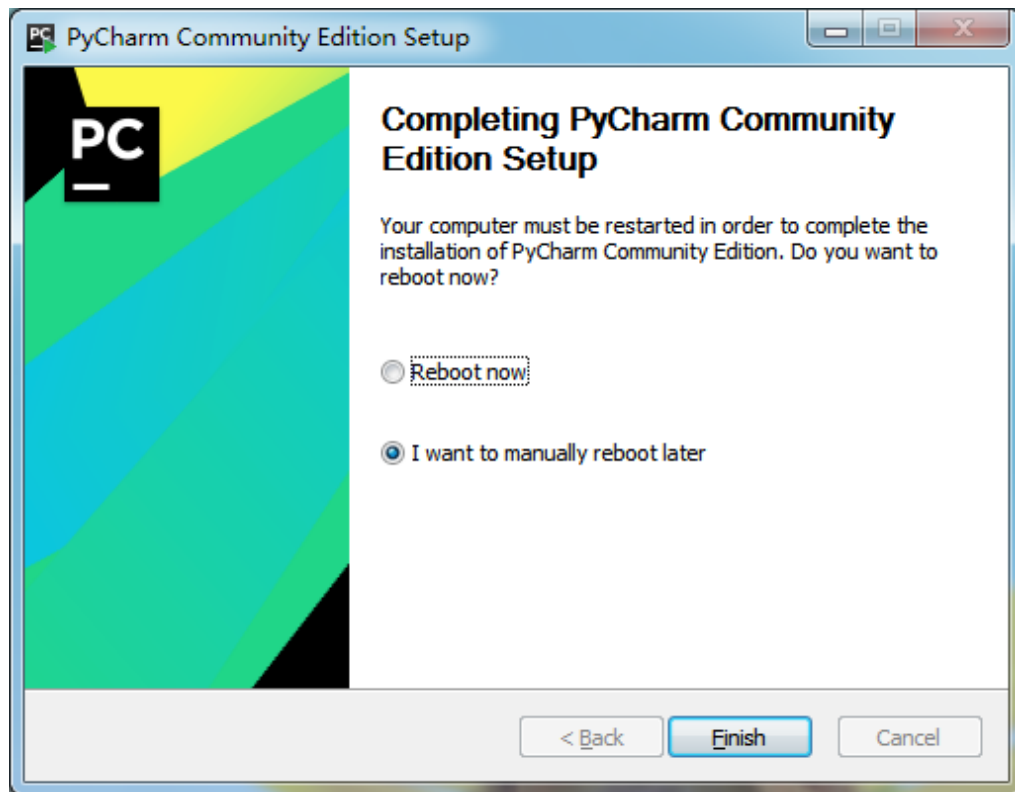 PyCharm Community Edition Setup
PC
Completing PyCharm Community
Edition Setup
Your computer must be restarted in order to complete the
installation of PyCharm Community Edition. Do you want to
reboot now?
Reboot now
I want to manually reboot later
< Back
Finish
Cancel